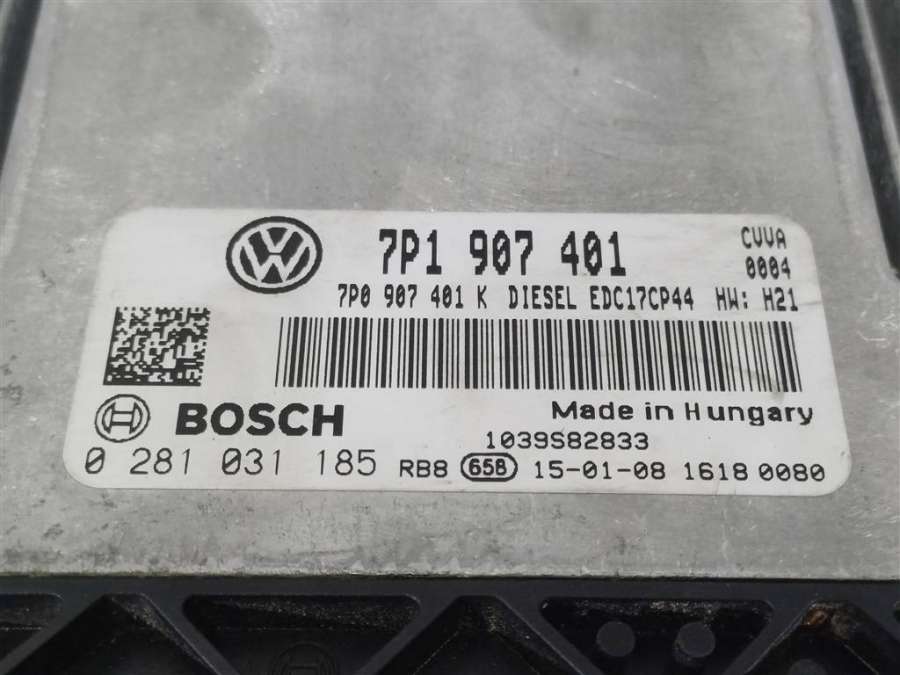 7P1 907 401 CVVA
0004
7P0 907 401 K DIESEL EDC17CP44 HW: H21
BOSCH Made in Hungary
1039S82833
0 281 031 185 RB8 658 15-01-08 1618 0080